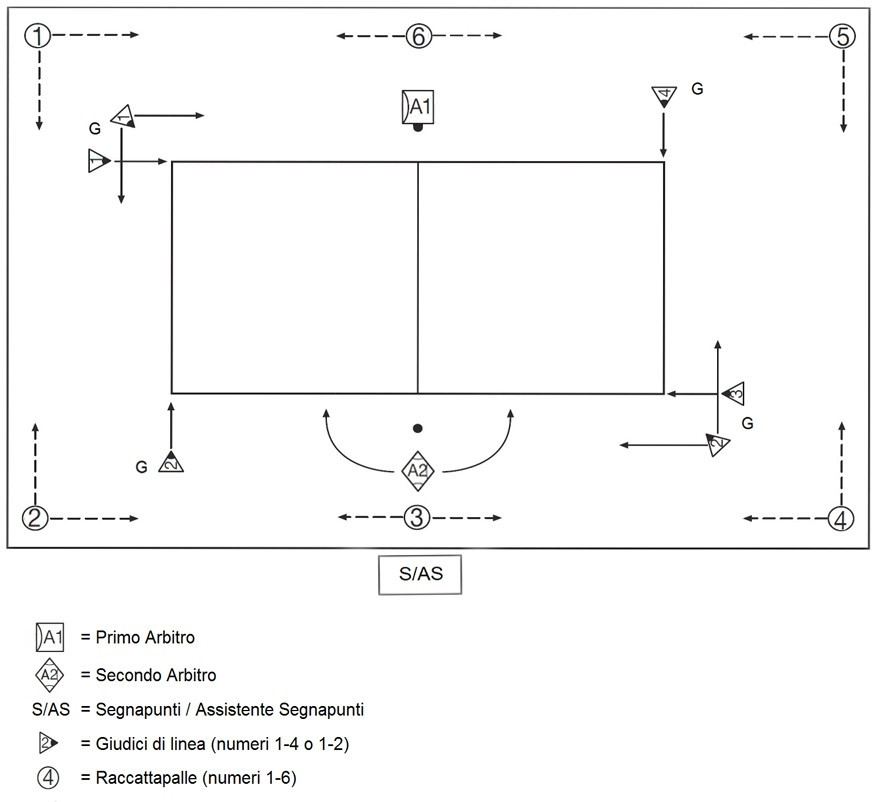 1
6
5
A1
4
G
1
G
1
3
G
2
A2
G
2
2
3
4
S/AS
A1 = Primo Arbitro
A2 = Secondo Arbitro
S/AS = Segnapunti / Assistente Segnapunti
2 = Giudici di linea (numeri 1-4 o 1-2)
4 = Raccattapalle (numeri 1-6)